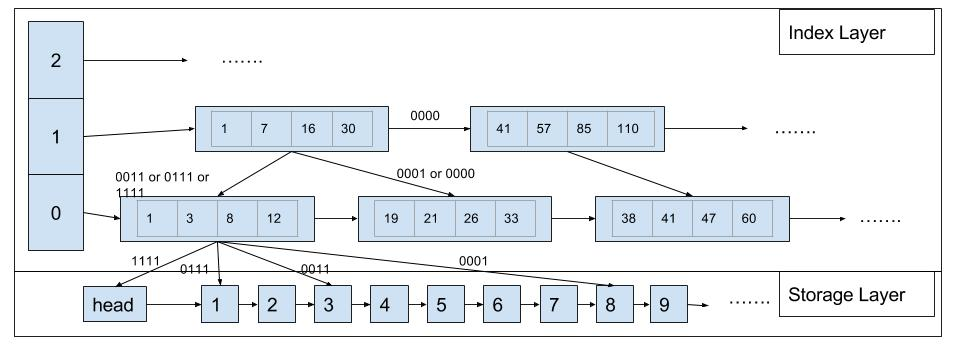 Index Layer
2
.......
1
1 7 16 30
0000
41 57 85 110
.......
0011 or 0111 or
1111
0001 or 0000
0
1 3 8 12
19 21 26 33
38 41 47 60
.......
1111
0111
0011
0001
head
1 2 3 4 5 6 7 8 9
.......
Storage Layer